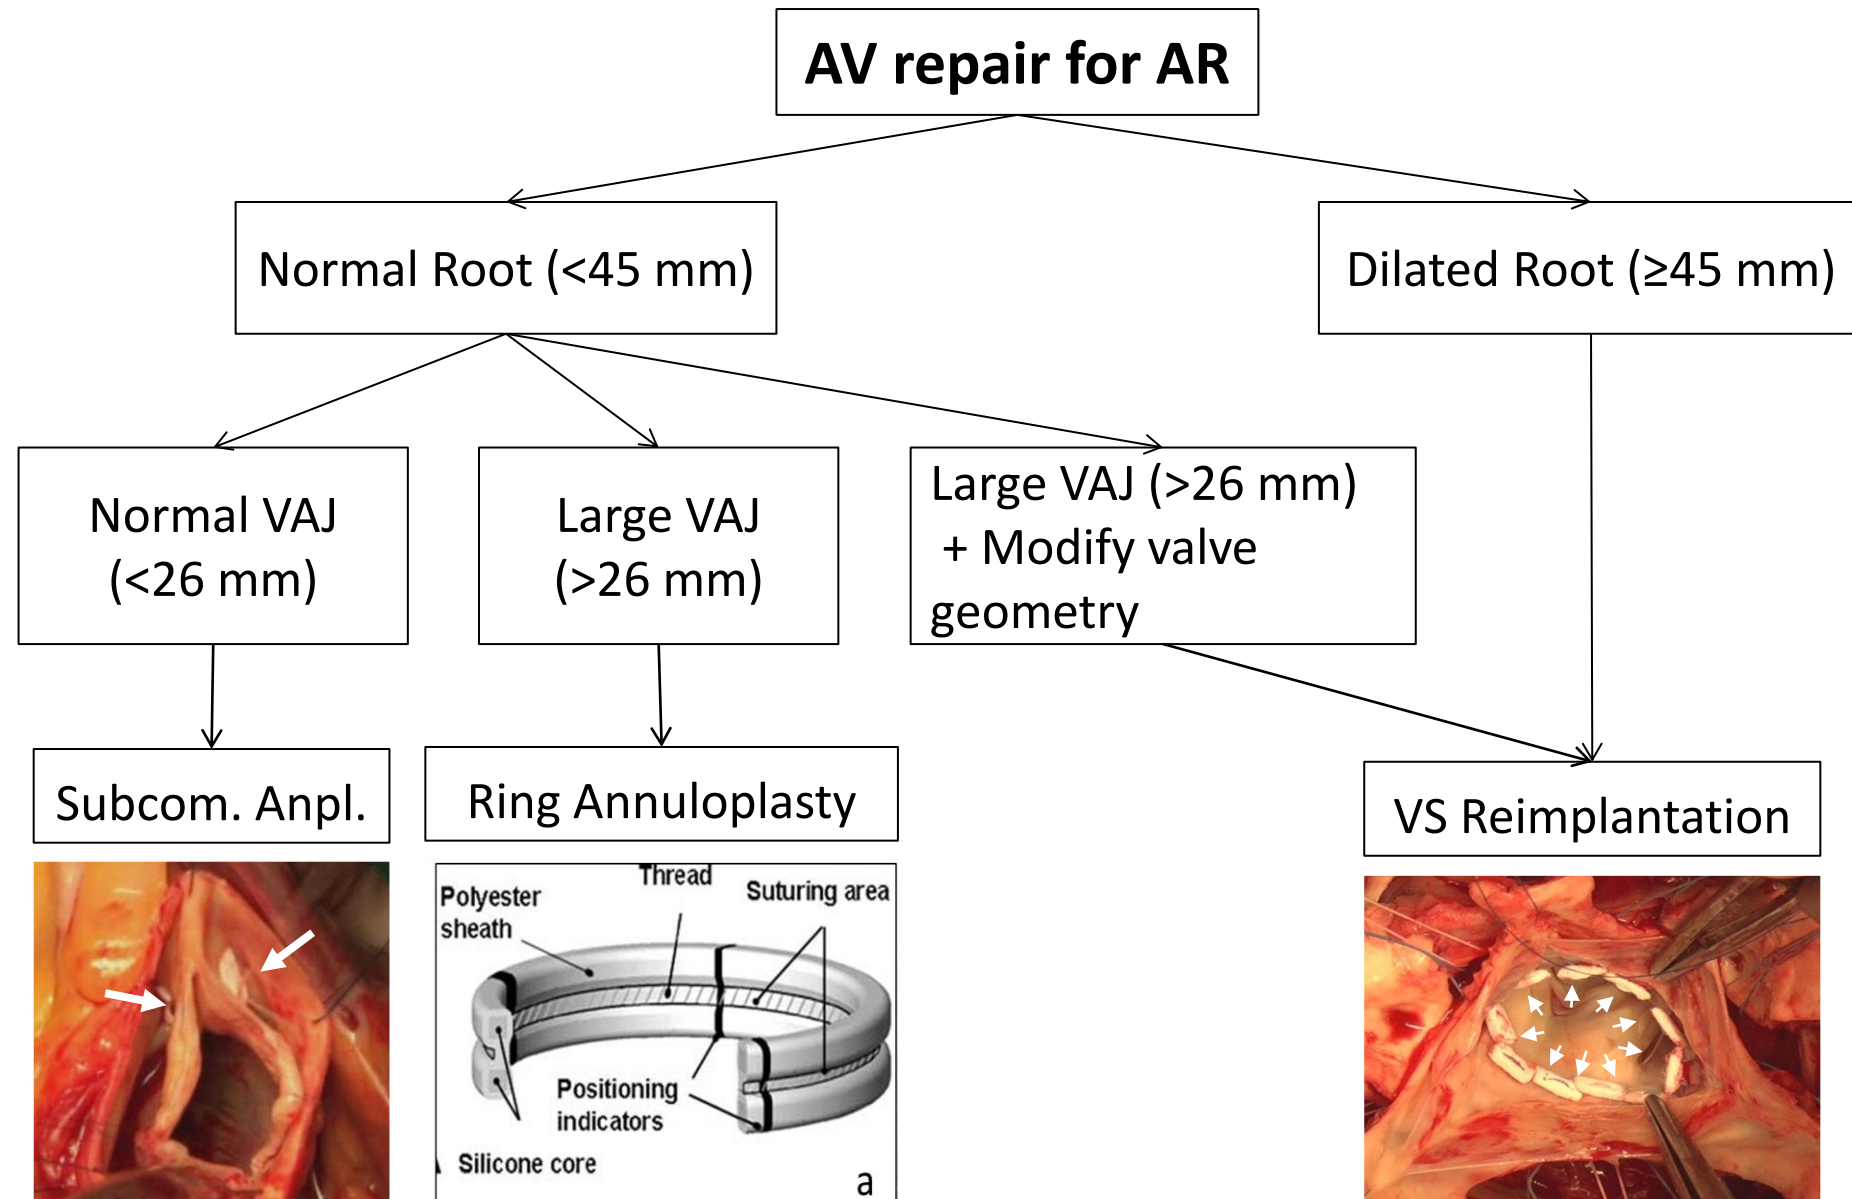 AV repair for AR
Normal Root (<45 mm)
Dilated Root (≥45 mm)
Normal VAJ
(<26 mm)
Large VAJ
(>26 mm)
Large VAJ (>26 mm)
+ Modify valve
geometry
Subcom. Anpl.
Ring Annuloplasty
VS Reimplantation
Thread
Polyester
sheath
Suturing area
Positioning
indicators
Silicone core
a